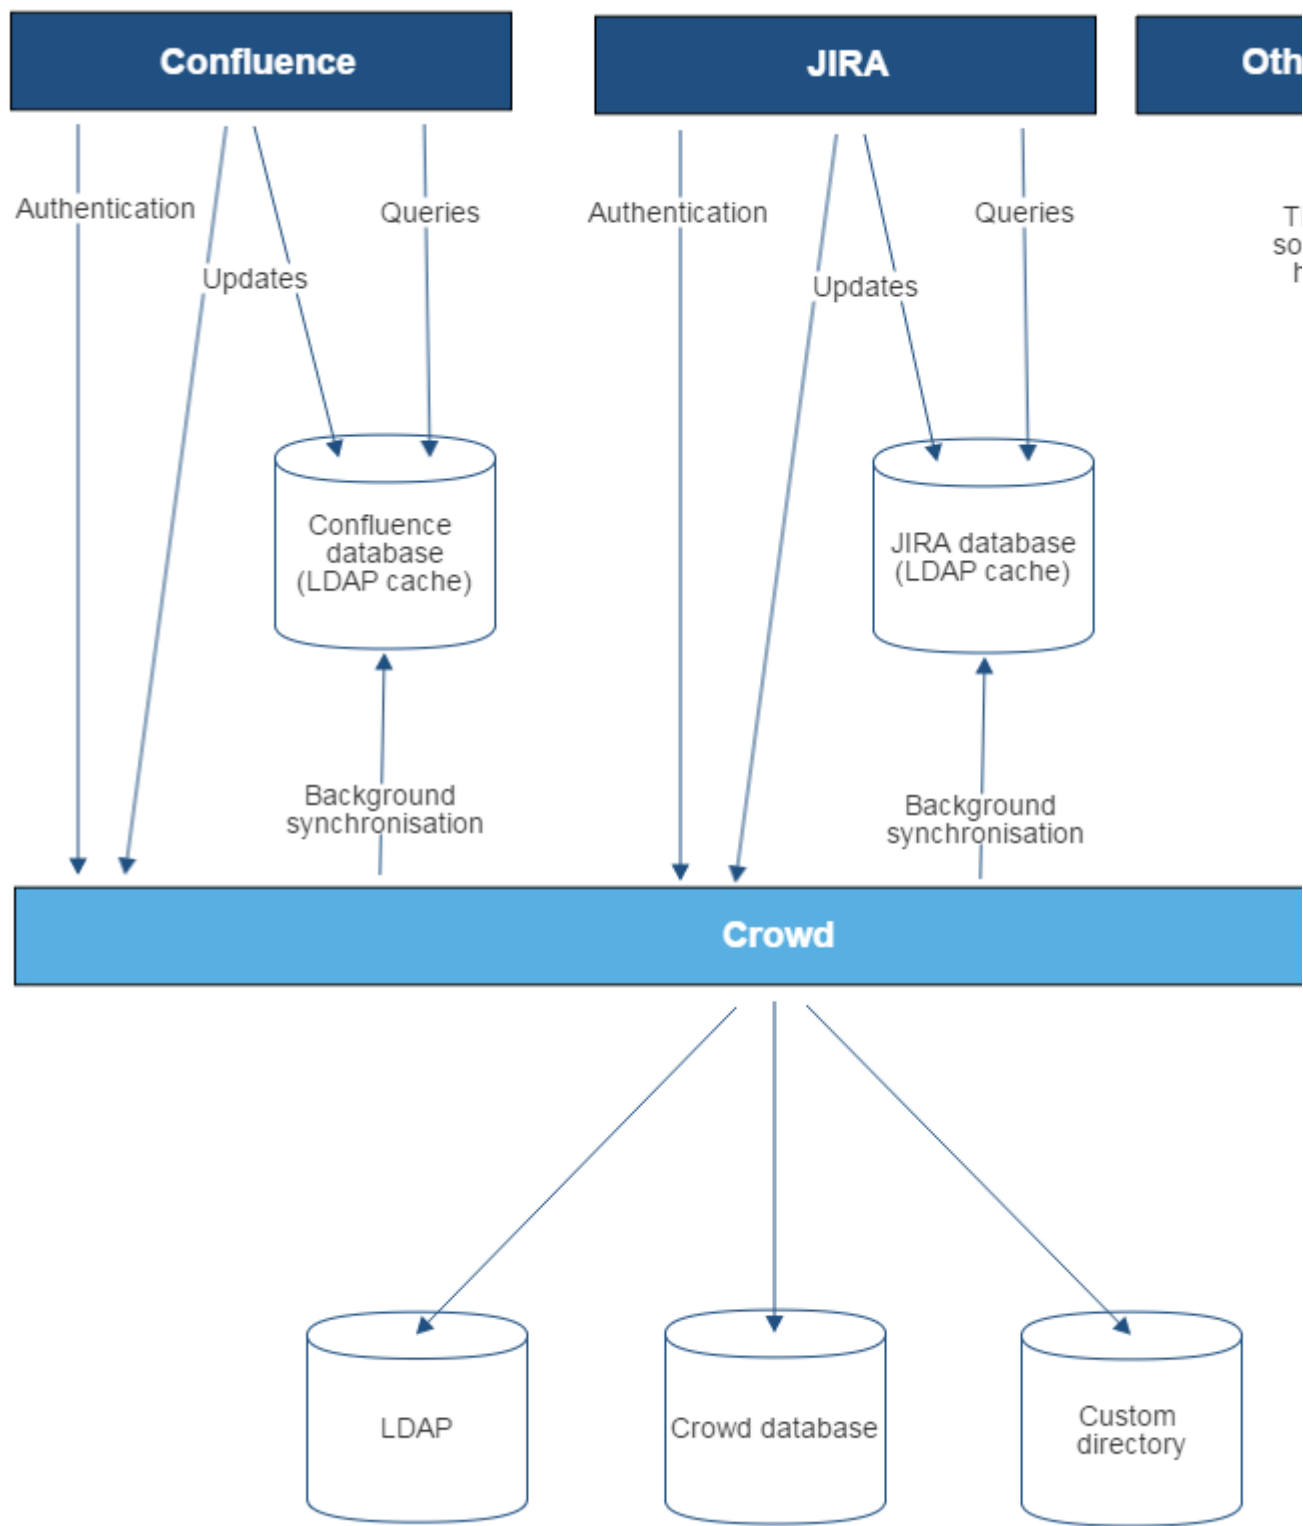 Confluence
JIRA
Authentication
Queries
Updates
Authentication
Queries
Updates
Confluence
database
(LDAP cache)
JIRA database
(LDAP cache)
Background
synchronisation
Background
synchronisation
Crowd
LDAP
Crowd database
Custom
directory